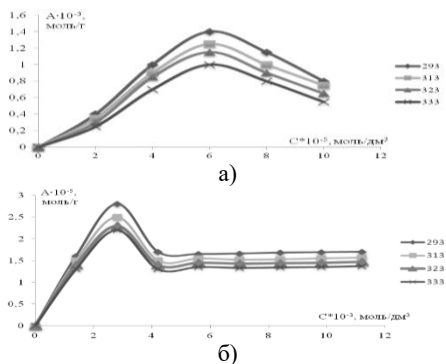 А·10⁻³,
моль/г
1,6
1,4
1,2
1
0,8
0,6
0,4
0,2
0
0 2 4 6 8 10 12
С*10⁻⁵, моль/дм³
293
313
323
333
а)
А·10⁻⁵,
моль/г
3
2,5
2
1,5
1
0,5
0
0 2 4 6 8 10 12
С*10⁻³, моль/дм³
293
313
323
333
б)